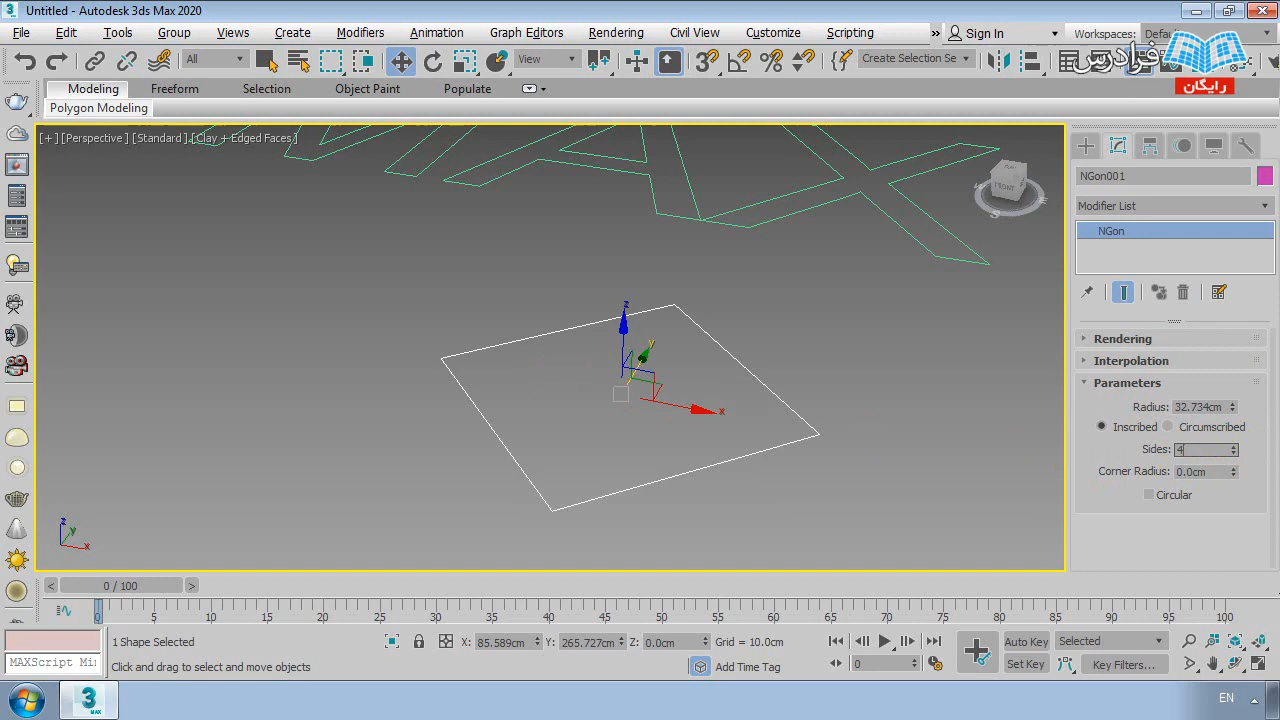 Untitled - Autodesk 3ds Max 2020
File Edit Tools Group Views Create Modifiers Animation Graph Editors Rendering Civil View Customize Scripting » Sign In Workspaces: Defa
All View Create Selection Se
فرادرس
رایگان
Modeling Freeform Selection Object Paint Populate
Polygon Modeling
[+] [Perspective] [Standard] [Clay + Edged Faces]
FRONT
S
z
y
x
z
y
x
NGon001
Modifier List
NGon
Rendering
Interpolation
Parameters
Radius: 32.734cm
Inscribed Circumscribed
Sides: 4
Corner Radius: 0.0cm
Circular
< 0 / 100 >
0 5 10 15 20 25 30 35 40 45 50 55 60 65 70 75 80 85 90 95 100
1 Shape Selected X: 85.589cm Y: 265.727cm Z: 0.0cm Grid = 10.0cm Auto Key Selected
MAXScript Mi Click and drag to select and move objects Add Time Tag 0 Set Key Key Filters...
3
MAX
EN